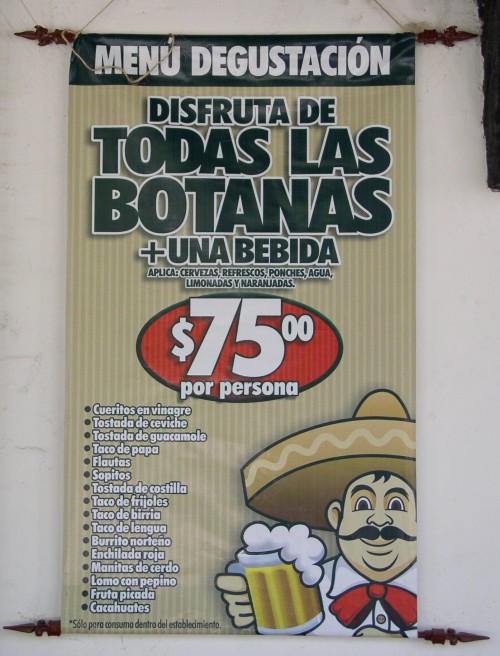 MENÚ DEGUSTACIÓN
DISFRUTA DE
TODAS LAS
BOTANAS
+UNA BEBIDA
APLICA: CERVEZAS, REFRESCOS, PONCHES, AGUA,
LIMONADAS Y NARANJADAS.
$75.00
por persona
• Cueritos en vinagre
• Tostada de ceviche
• Tostada de guacamole
• Taco de papa
• Flautas
• Sopitos
• Tostada de costilla
• Taco de frijoles
• Taco de birria
• Taco de lengua
• Burrito norteño
• Enchilada roja
• Manitas de cerdo
• Lomo con pepino
• Fruta picada
• Cacahuates
*Sólo para consumo dentro del establecimiento.